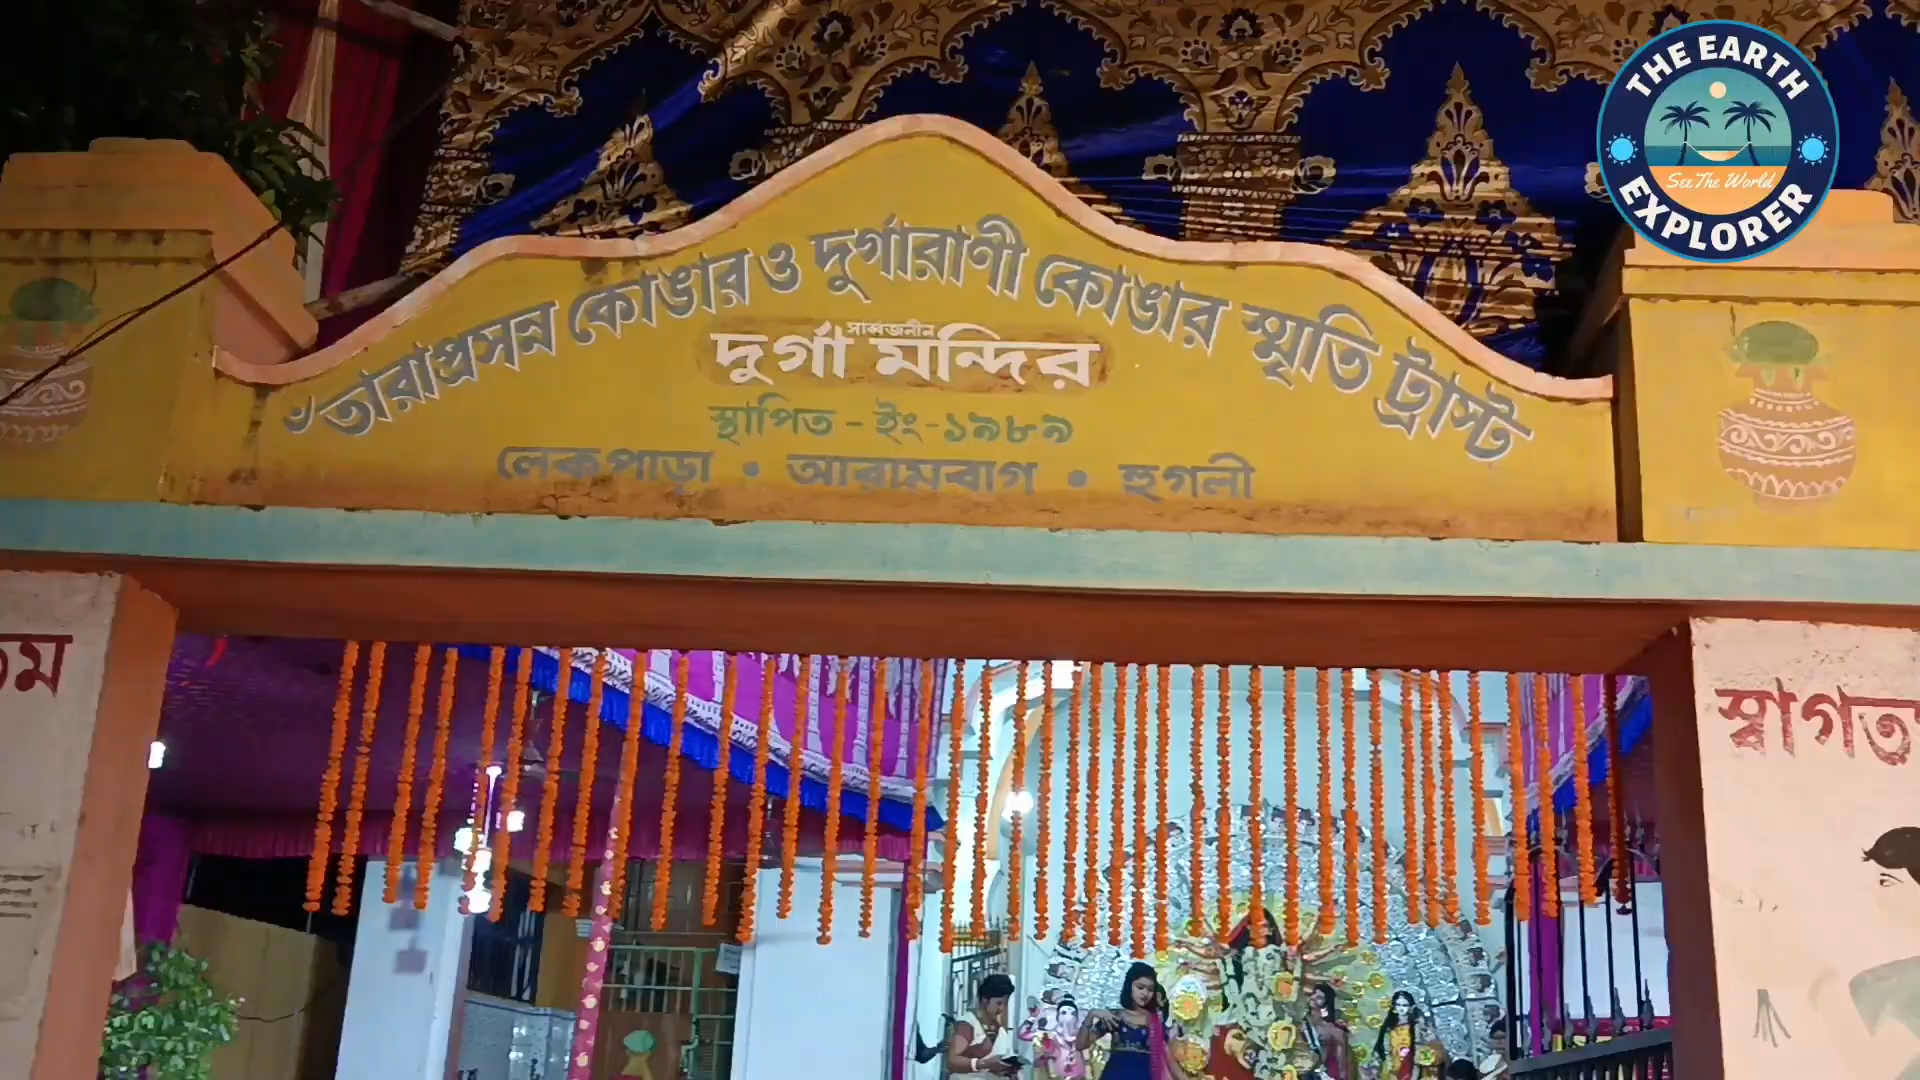 THE EARTH
See The World
EXPLORER
৺তারাপ্রসন্ন কোঙার ও দুর্গারাণী কোঙার স্মৃতি ট্রাস্ট
সার্বজনীন
দুর্গা মন্দির
স্থাপিত - ইং-১৯৮৯
লেকপাড়া • আরামবাগ • হুগলী
স্বাগত